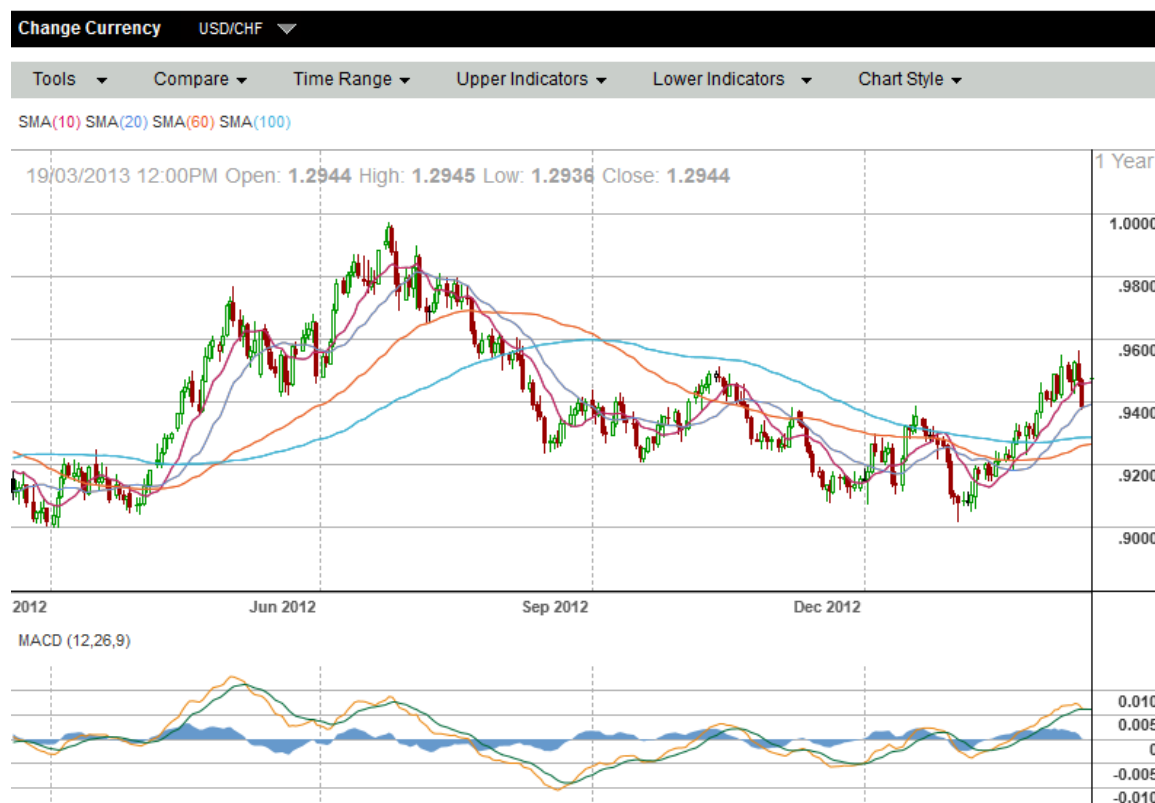 Change Currency USD/CHF
Tools Compare Time Range Upper Indicators Lower Indicators Chart Style
SMA(10) SMA(20) SMA(60) SMA(100)
1 Year
19/03/2013 12:00PM Open: 1.2944 High: 1.2945 Low: 1.2936 Close: 1.2944
1.0000
.9800
.9600
.9400
.9200
.9000
2012 Jun 2012 Sep 2012 Dec 2012
MACD (12,26,9)
0.010
0.005
0
-0.005
-0.010